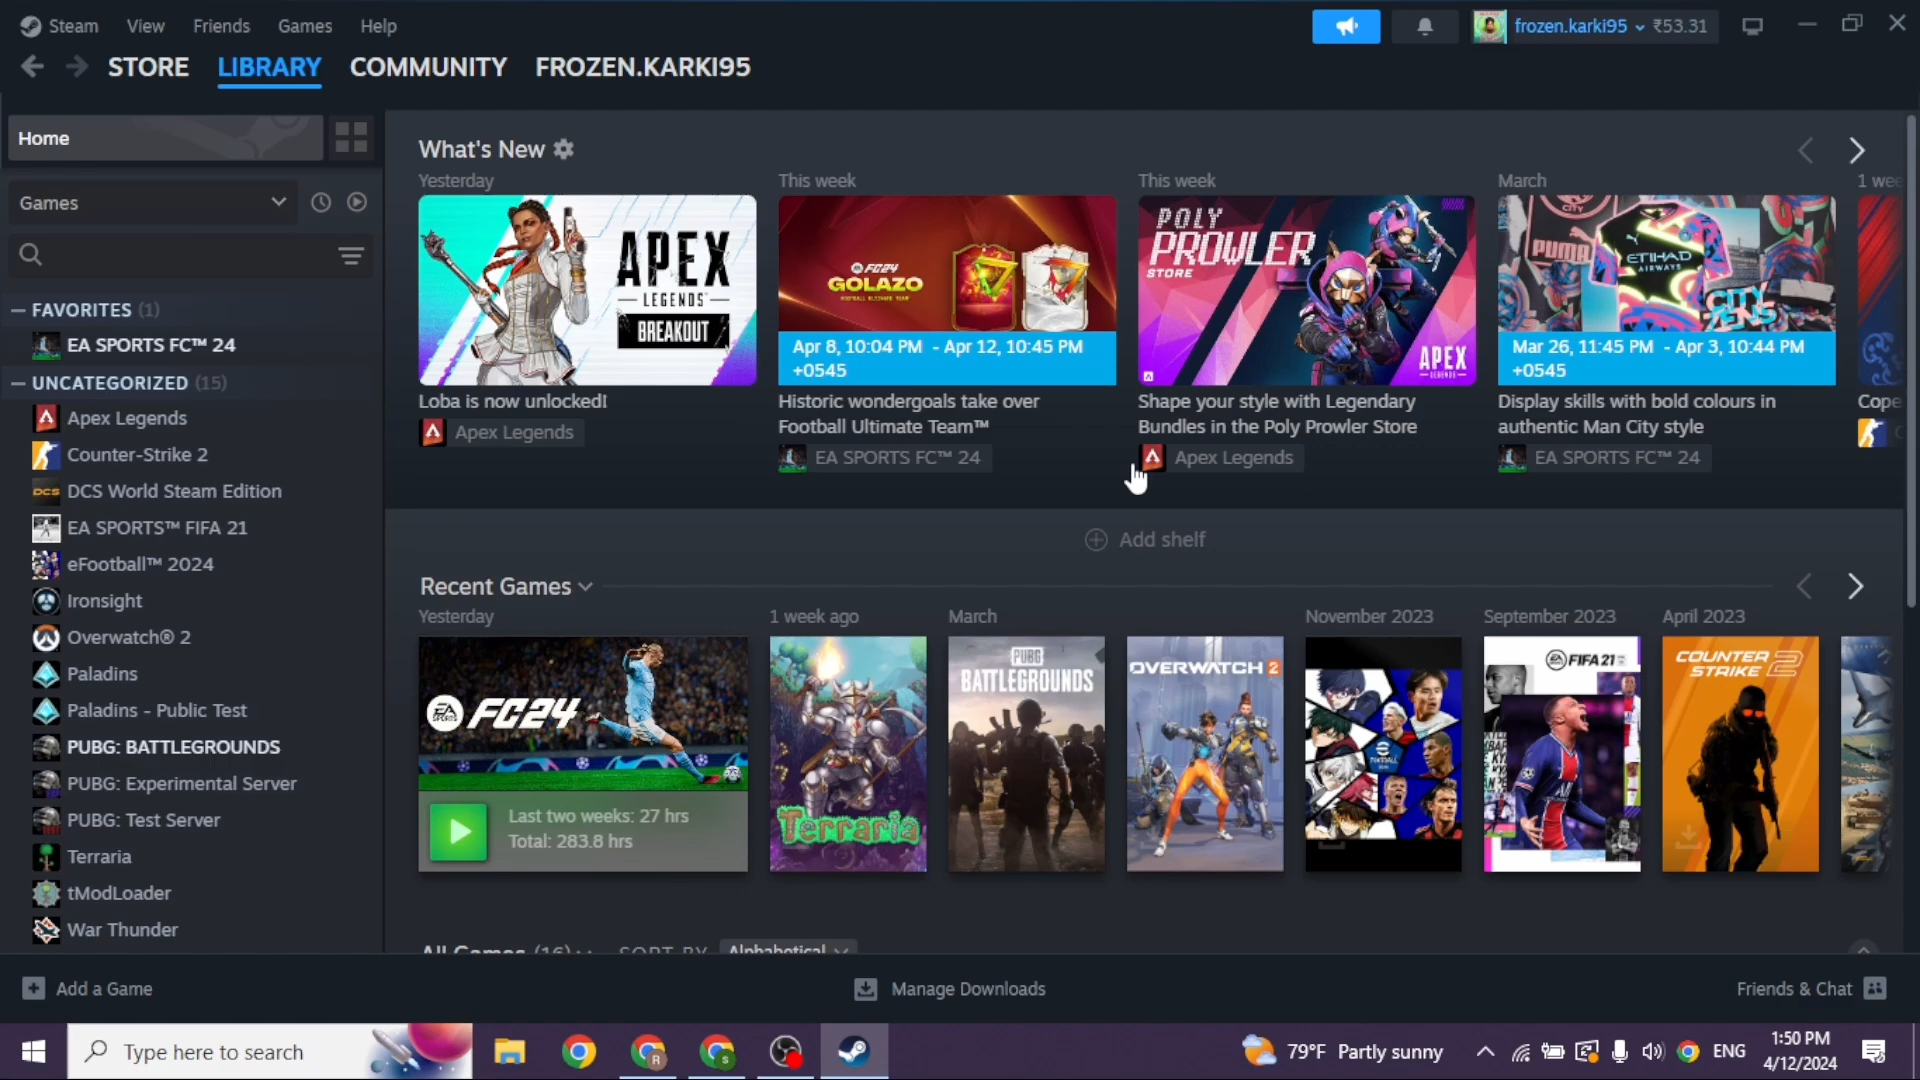 Steam View Friends Games Help
frozen.karki95 ₹53.31
STORE LIBRARY COMMUNITY FROZEN.KARKI95
Home
Games
FAVORITES (1)
EA SPORTS FC™ 24
UNCATEGORIZED (15)
Apex Legends
Counter-Strike 2
DCS World Steam Edition
EA SPORTS™ FIFA 21
eFootball™ 2024
Ironsight
Overwatch® 2
Paladins
Paladins - Public Test
PUBG: BATTLEGROUNDS
PUBG: Experimental Server
PUBG: Test Server
Terraria
tModLoader
War Thunder
What's New
Yesterday
APEX
LEGENDS™
BREAKOUT
Loba is now unlocked!
Apex Legends
This week
FC24
GOLAZO
FOOTBALL ULTIMATE TEAM™
Apr 8, 10:04 PM - Apr 12, 10:45 PM
+0545
Historic wondergoals take over
Football Ultimate Team™
EA SPORTS FC™ 24
This week
POLY
PROWLER
STORE
APEX
Shape your style with Legendary
Bundles in the Poly Prowler Store
Apex Legends
March
PUMA
ETIHAD
AIRWAYS
Mar 26, 11:45 PM - Apr 3, 10:44 PM
+0545
Display skills with bold colours in
authentic Man City style
EA SPORTS FC™ 24
1 wee
Cope
Add shelf
Recent Games
Yesterday
EA SPORTS FC24
Last two weeks: 27 hrs
Total: 283.8 hrs
1 week ago
Terraria
March
PUBG
BATTLEGROUNDS
OVERWATCH 2
November 2023
September 2023
FIFA 21
April 2023
COUNTER
STRIKE 2
All Games (16) SORT BY Alphabetical
Add a Game
Manage Downloads
Friends & Chat
Type here to search
79°F Partly sunny
ENG
1:50 PM
4/12/2024